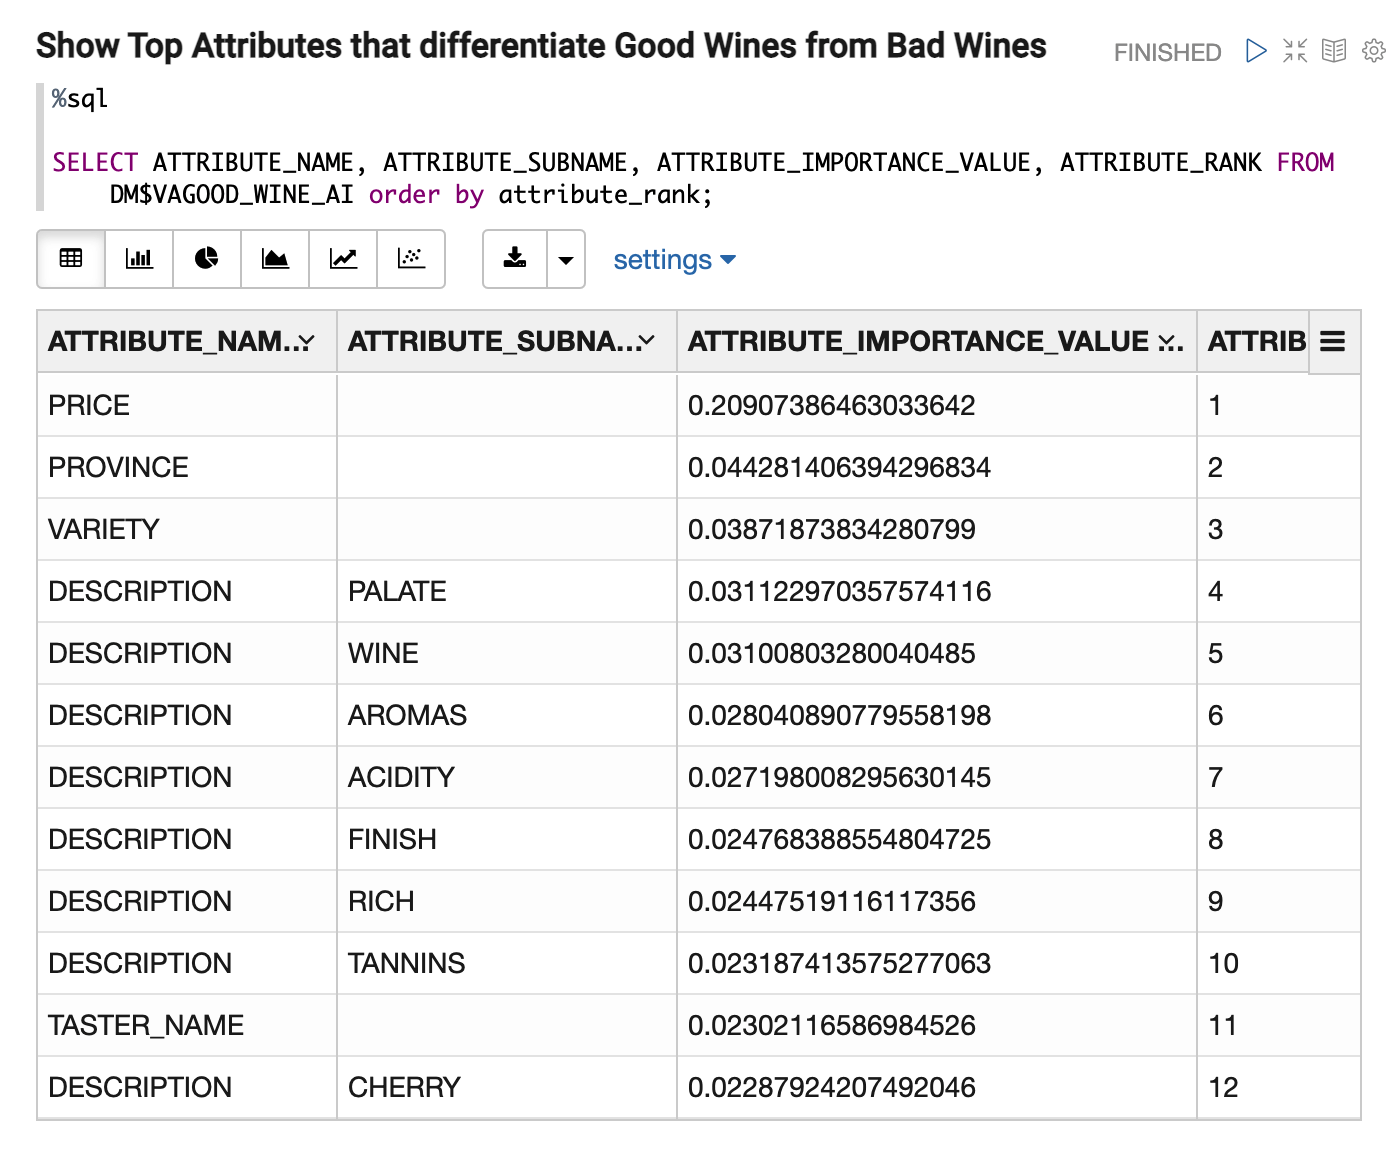 Show Top Attributes that differentiate Good Wines from Bad Wines
FINISHED
%sql
SELECT ATTRIBUTE_NAME, ATTRIBUTE_SUBNAME, ATTRIBUTE_IMPORTANCE_VALUE, ATTRIBUTE_RANK FROM
DM$VAGOOD_WINE_AI order by attribute_rank;
settings
ATTRIBUTE_NAM... ATTRIBUTE_SUBNA... ATTRIBUTE_IMPORTANCE_VALUE ... ATTRIB
PRICE 0.20907386463033642 1
PROVINCE 0.044281406394296834 2
VARIETY 0.03871873834280799 3
DESCRIPTION PALATE 0.031122970357574116 4
DESCRIPTION WINE 0.03100803280040485 5
DESCRIPTION AROMAS 0.028040890779558198 6
DESCRIPTION ACIDITY 0.027198008295630145 7
DESCRIPTION FINISH 0.024768388554804725 8
DESCRIPTION RICH 0.02447519116117356 9
DESCRIPTION TANNINS 0.023187413575277063 10
TASTER_NAME 0.02302116586984526 11
DESCRIPTION CHERRY 0.02287924207492046 12